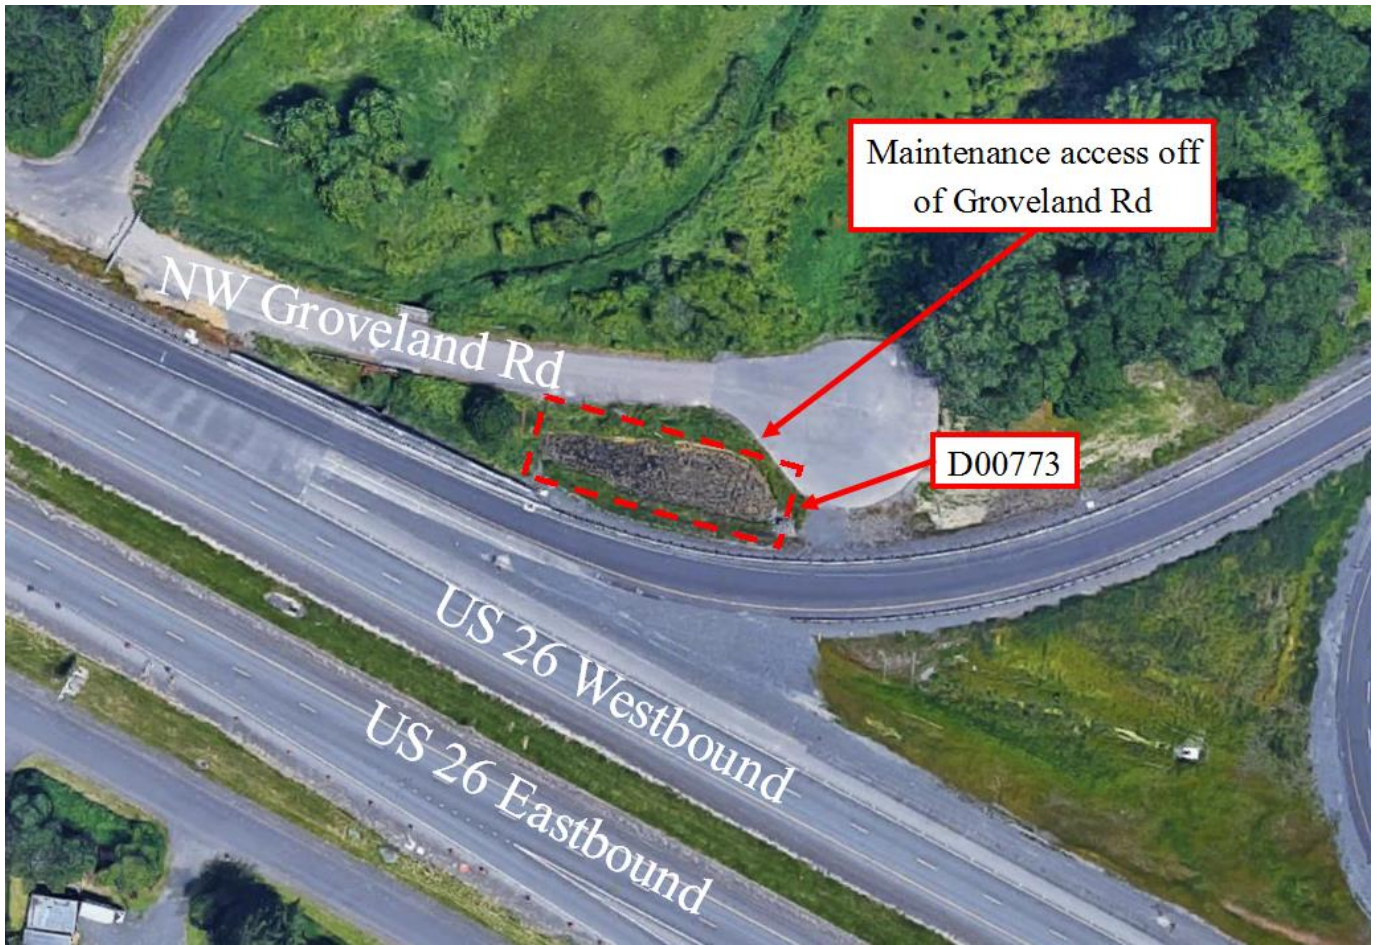 Maintenance access off
of Groveland Rd
NW Groveland Rd
D00773
US 26 Westbound
US 26 Eastbound